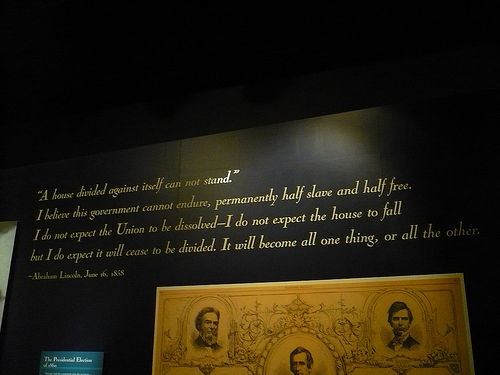 "A house divided against itself can not stand."
I believe this government cannot endure, permanently half slave and half free.
I do not expect the Union to be dissolved—I do not expect the house to fall
but I do expect it will cease to be divided. It will become all one thing, or all the other.
–Abraham Lincoln, June 16, 1858
The Presidential Election
of 1860